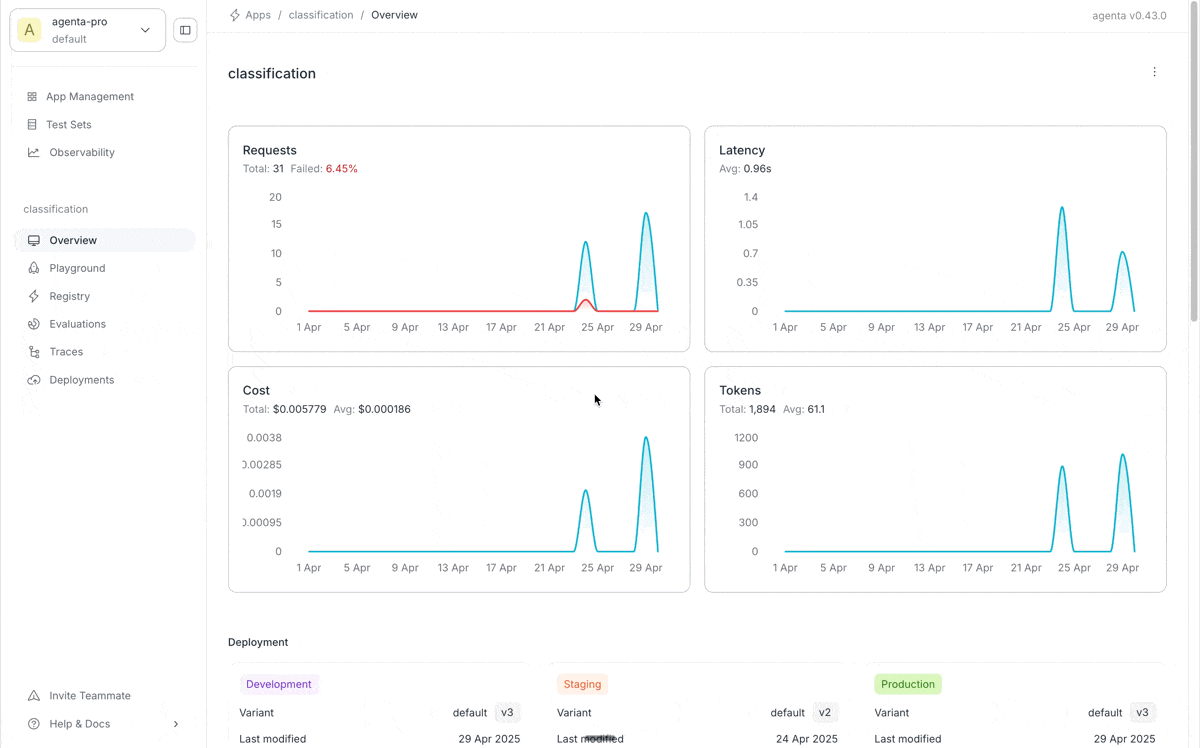 A
agenta-pro
default
App Management
Test Sets
Observability
classification
Overview
Playground
Registry
Evaluations
Traces
Deployments
Invite Teammate
Help & Docs
Apps / classification / Overview
agenta v0.43.0
classification
Requests
Total: 31 Failed: 6.45%
20
15
10
5
0
1 Apr 5 Apr 9 Apr 13 Apr 17 Apr 21 Apr 25 Apr 29 Apr
Latency
Avg: 0.96s
1.4
1.05
0.7
0.35
0
1 Apr 5 Apr 9 Apr 13 Apr 17 Apr 21 Apr 25 Apr 29 Apr
Cost
Total: $0.005779 Avg: $0.000186
0.0038
0.00285
0.0019
0.00095
0
1 Apr 5 Apr 9 Apr 13 Apr 17 Apr 21 Apr 25 Apr 29 Apr
Tokens
Total: 1,894 Avg: 61.1
1200
900
600
300
0
1 Apr 5 Apr 9 Apr 13 Apr 17 Apr 21 Apr 25 Apr 29 Apr
Deployment
Development
Variant default v3
Last modified 29 Apr 2025
Staging
Variant default v2
Last modified 24 Apr 2025
Production
Variant default v3
Last modified 29 Apr 2025